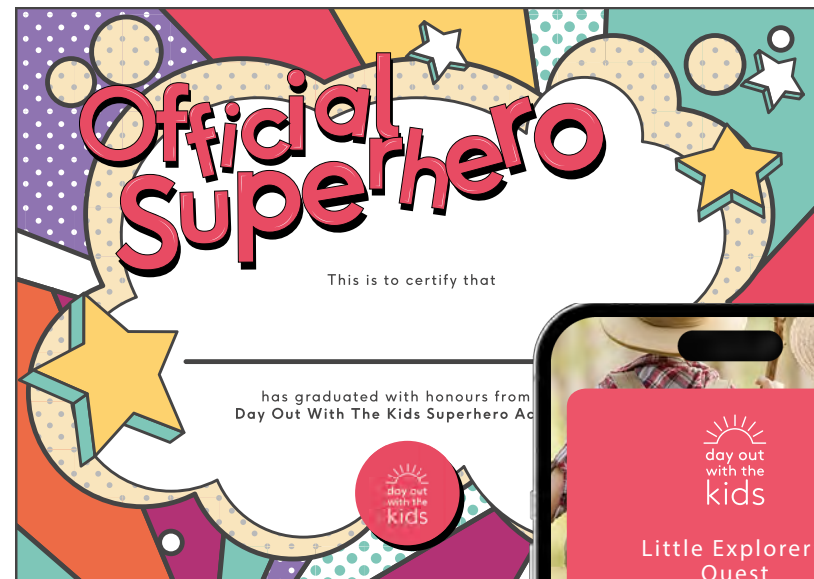 Official
Superhero
This is to certify that
has graduated with honours from
Day Out With The Kids Superhero Ac
day out
with the
kids
day out
with the
kids
Little Explorer
Quest